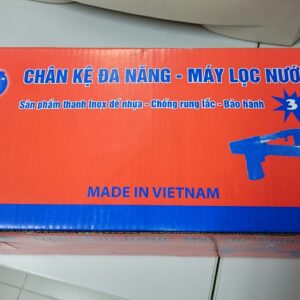 CHÂN KỆ ĐA NĂNG - MÁY LỌC NƯỚ
Sản phẩm thanh Inox đế nhựa - Chống rung lắc - Bảo hành
3
MADE IN VIETNAM